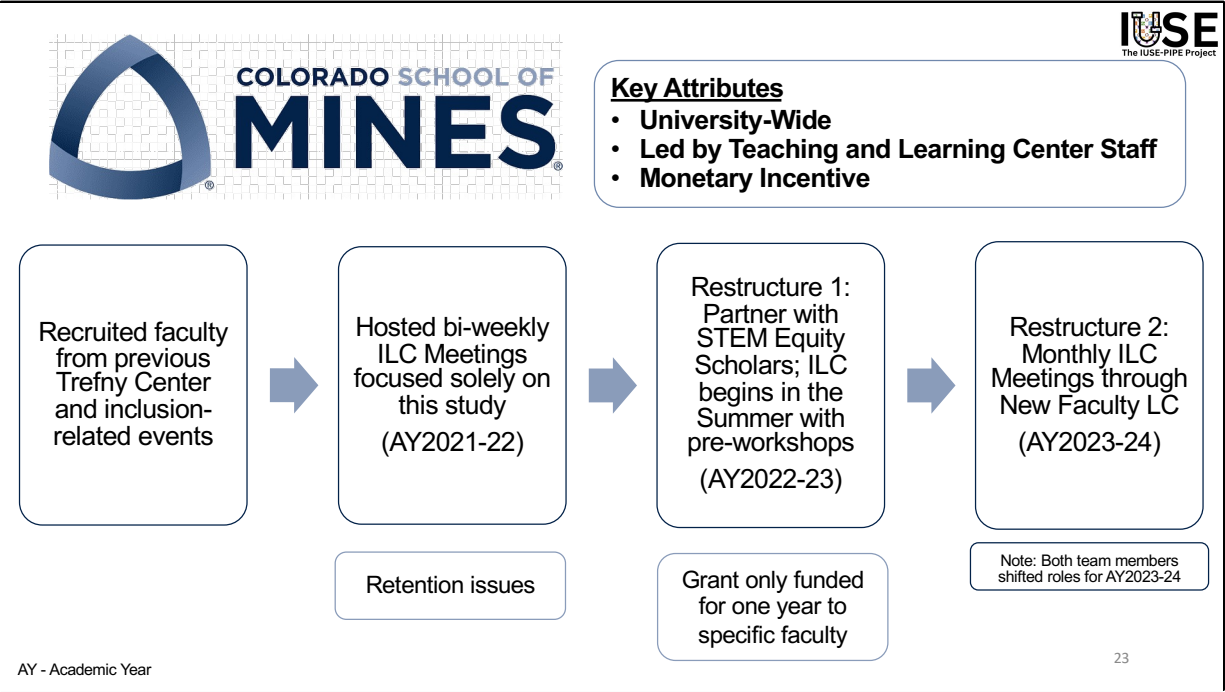 IUSE
The IUSE-PIPE Project
COLORADO SCHOOL OF
MINES®
®
Key Attributes
• University-Wide
• Led by Teaching and Learning Center Staff
• Monetary Incentive
Recruited faculty
from previous
Trefny Center
and inclusion-
related events
Hosted bi-weekly
ILC Meetings
focused solely on
this study
(AY2021-22)
Restructure 1:
Partner with
STEM Equity
Scholars; ILC
begins in the
Summer with
pre-workshops
(AY2022-23)
Restructure 2:
Monthly ILC
Meetings through
New Faculty LC
(AY2023-24)
Retention issues
Grant only funded
for one year to
specific faculty
Note: Both team members
shifted roles for AY2023-24
AY - Academic Year
23